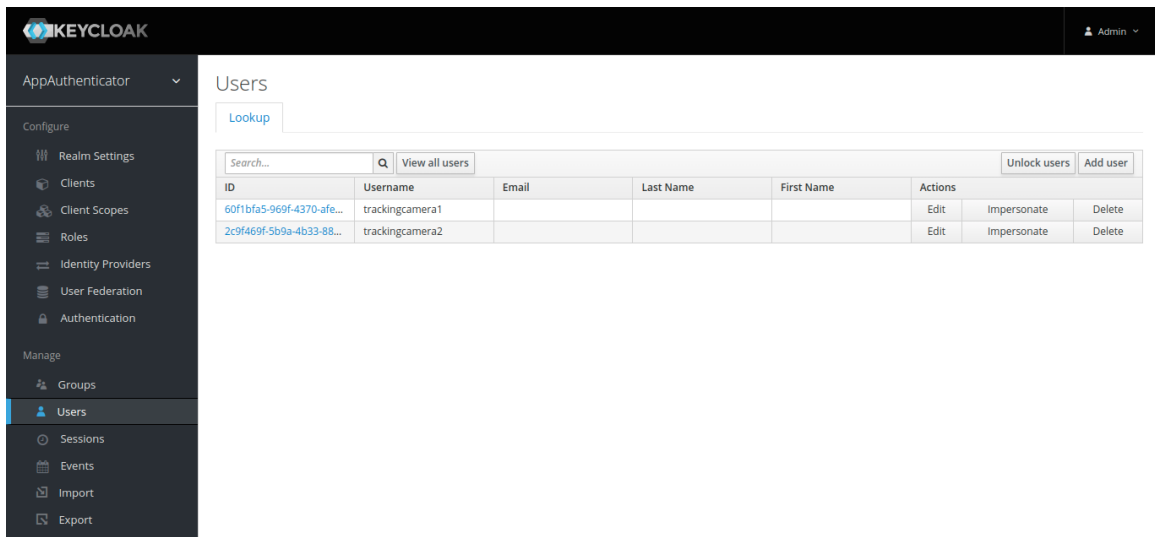 KEYCLOAK
Admin
AppAuthenticator
Configure
Realm Settings
Clients
Client Scopes
Roles
Identity Providers
User Federation
Authentication
Manage
Groups
Users
Sessions
Events
Import
Export
Users
Lookup
Search... View all users Unlock users Add user
ID Username Email Last Name First Name Actions
60f1bfa5-969f-4370-afe... trackingcamera1 Edit Impersonate Delete
2c9f469f-5b9a-4b33-88... trackingcamera2 Edit Impersonate Delete